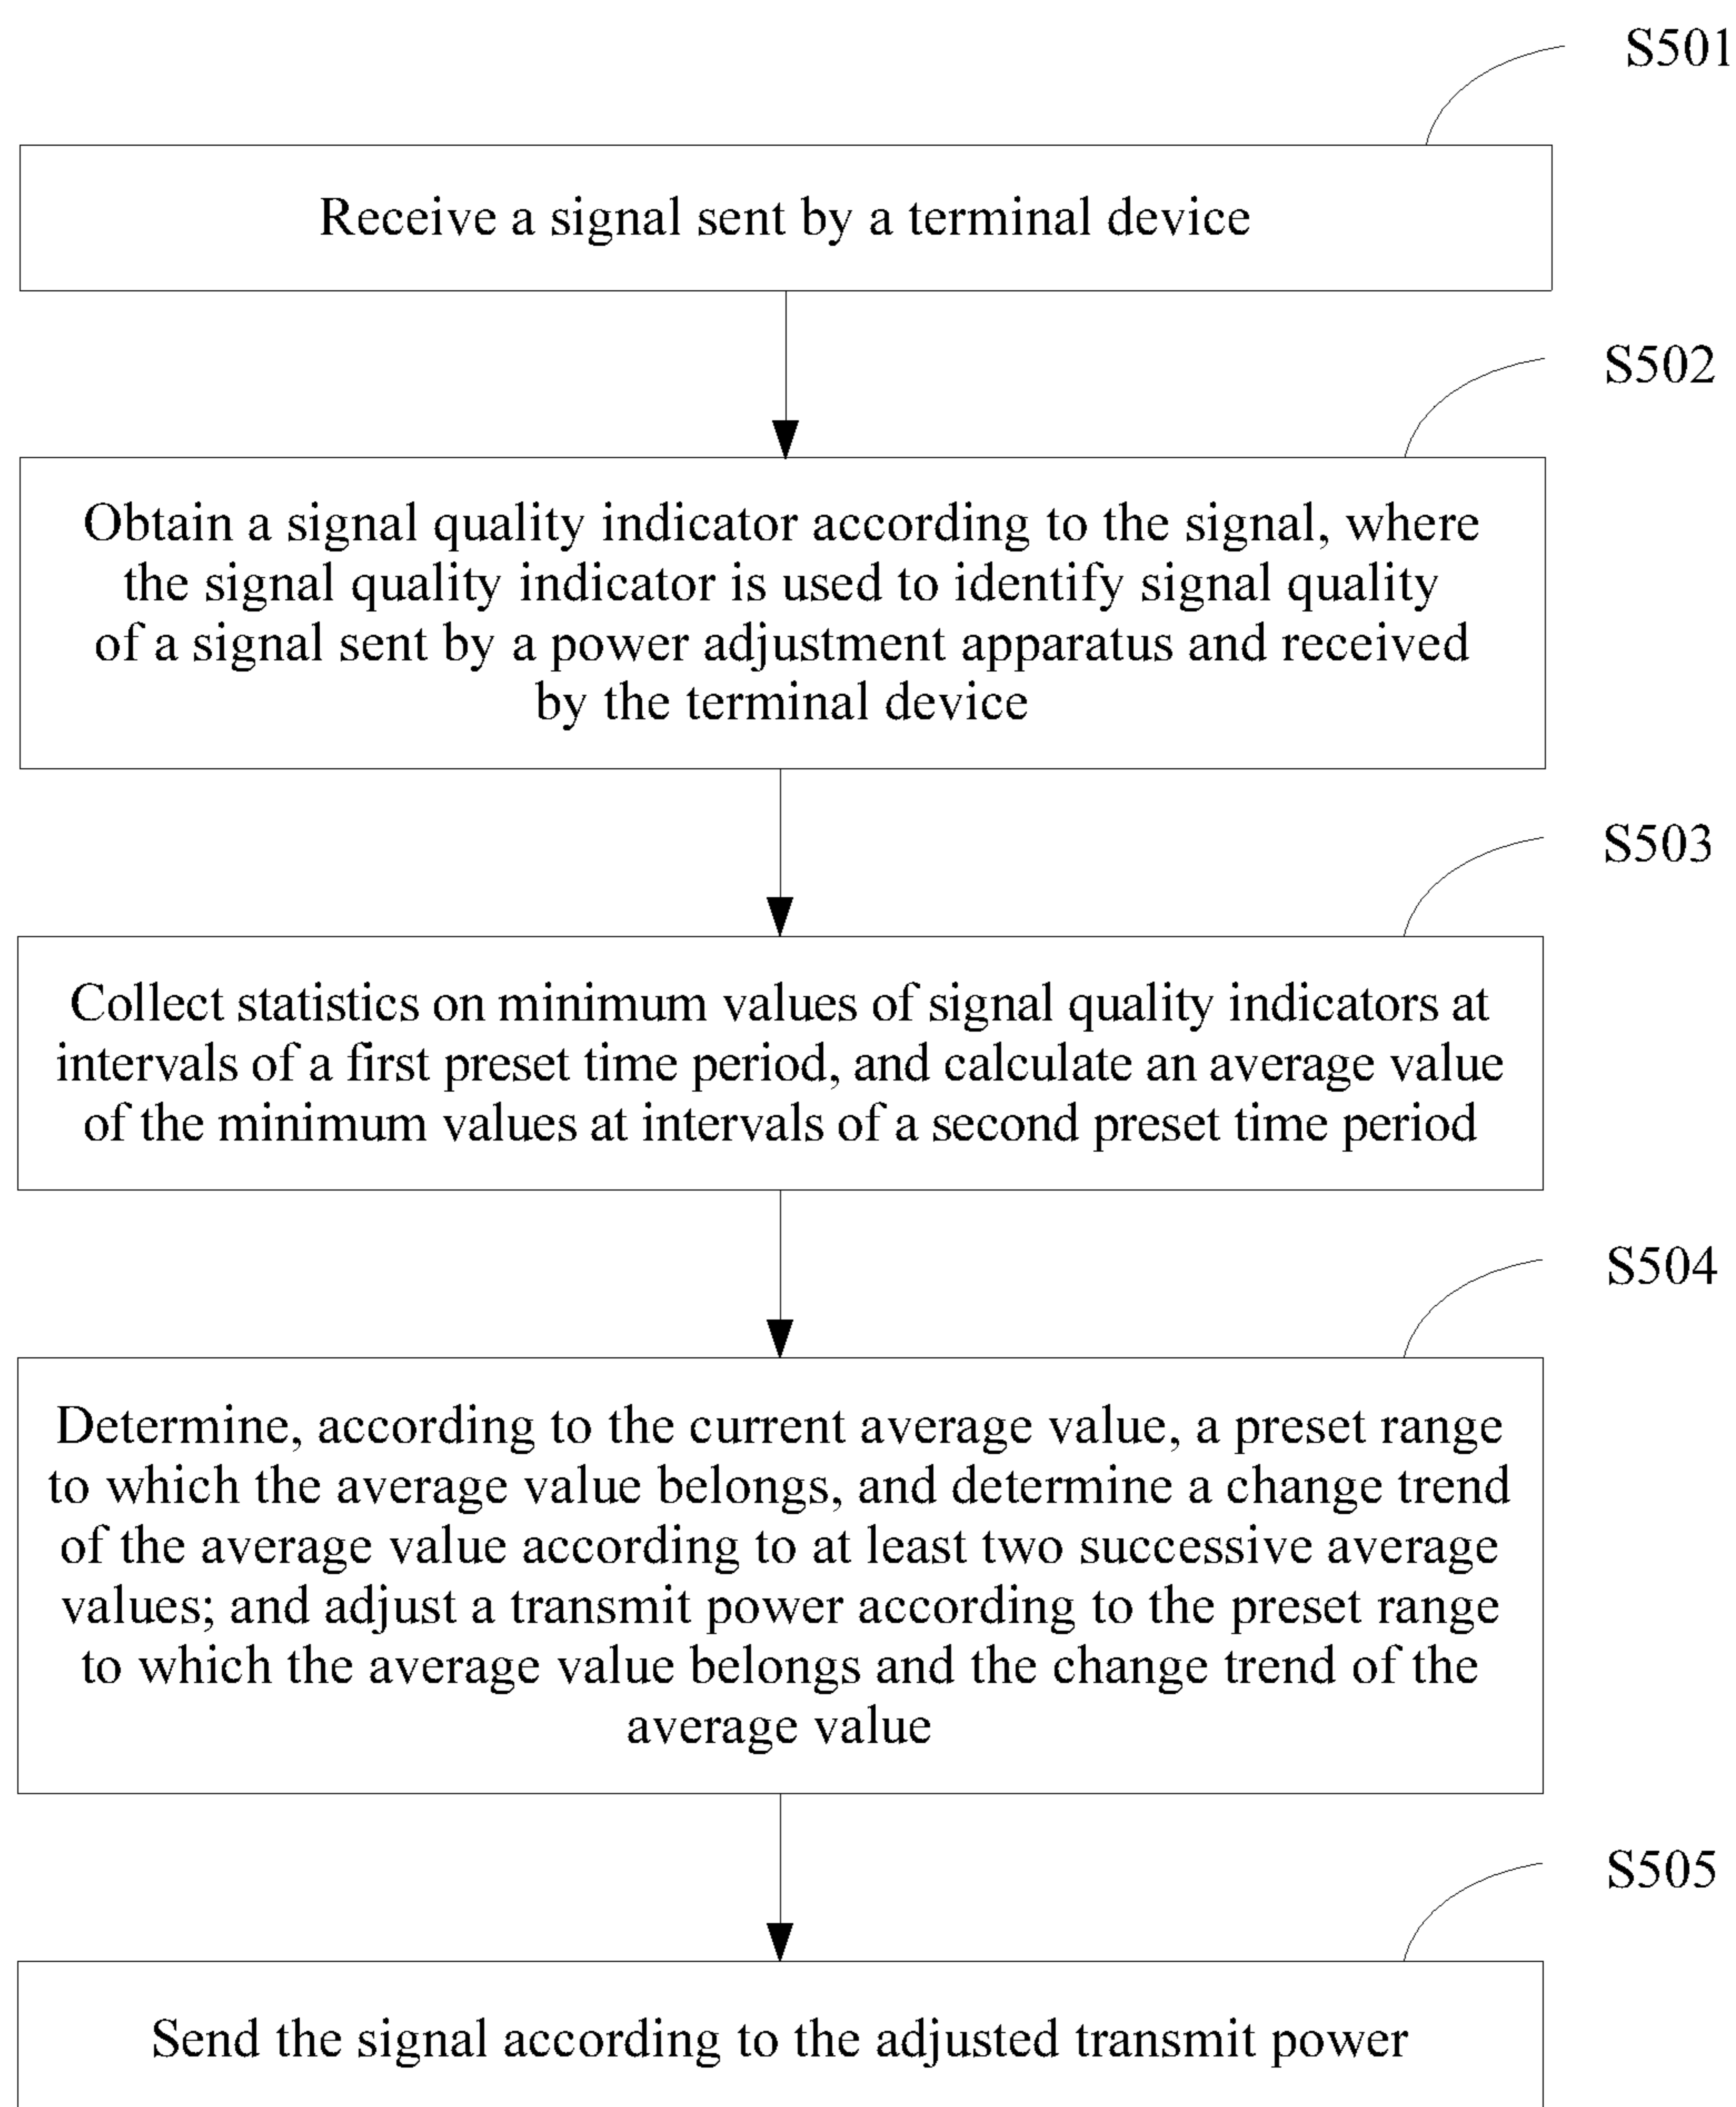 S501
Receive a signal sent by a terminal device
S502
Obtain a signal quality indicator according to the signal, where
the signal quality indicator is used to identify signal quality
of a signal sent by a power adjustment apparatus and received
by the terminal device
S503
Collect statistics on minimum values of signal quality indicators at
intervals of a first preset time period, and calculate an average value
of the minimum values at intervals of a second preset time period
S504
Determine, according to the current average value, a preset range
to which the average value belongs, and determine a change trend
of the average value according to at least two successive average
values; and adjust a transmit power according to the preset range
to which the average value belongs and the change trend of the
average value
S505
Send the signal according to the adjusted transmit power